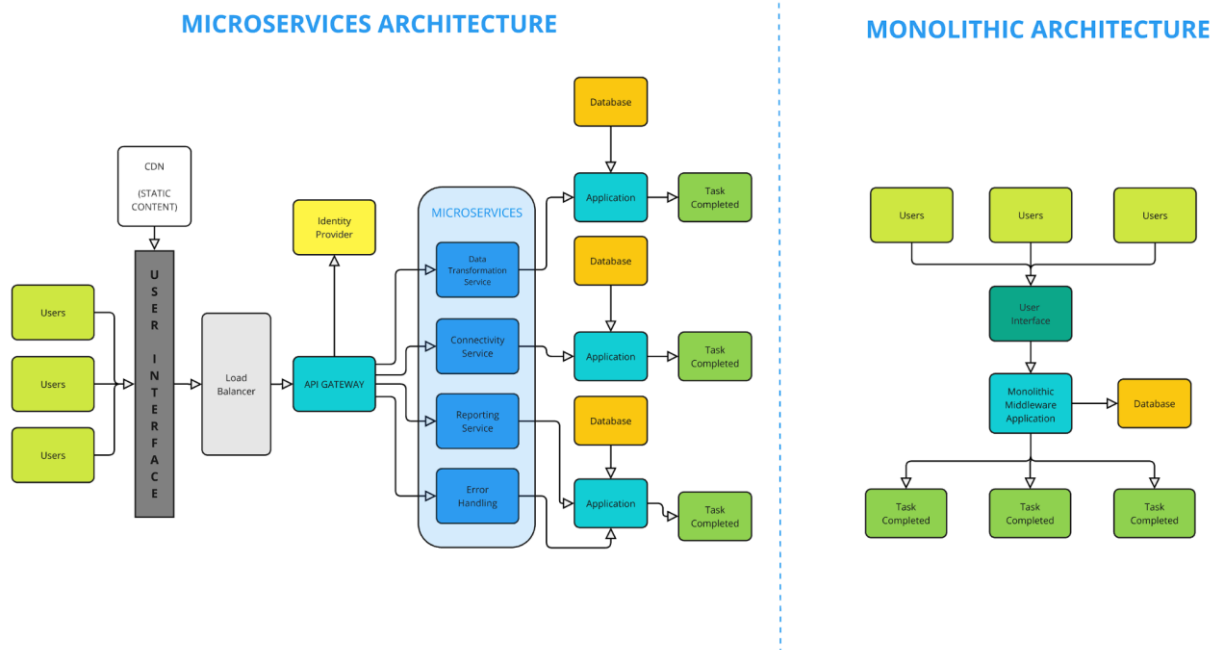 MICROSERVICES ARCHITECTURE
CDN
(STATIC
CONTENT)
USER INTERFACE
Users
Users
Users
Load
Balancer
Identity
Provider
API GATEWAY
MICROSERVICES
Data
Transformation
Service
Connectivity
Service
Reporting
Service
Error
Handling
Database
Application
Task
Completed
Database
Application
Task
Completed
Database
Application
Task
Completed
MONOLITHIC ARCHITECTURE
Users
Users
Users
User
Interface
Monolithic
Middleware
Application
Database
Task
Completed
Task
Completed
Task
Completed